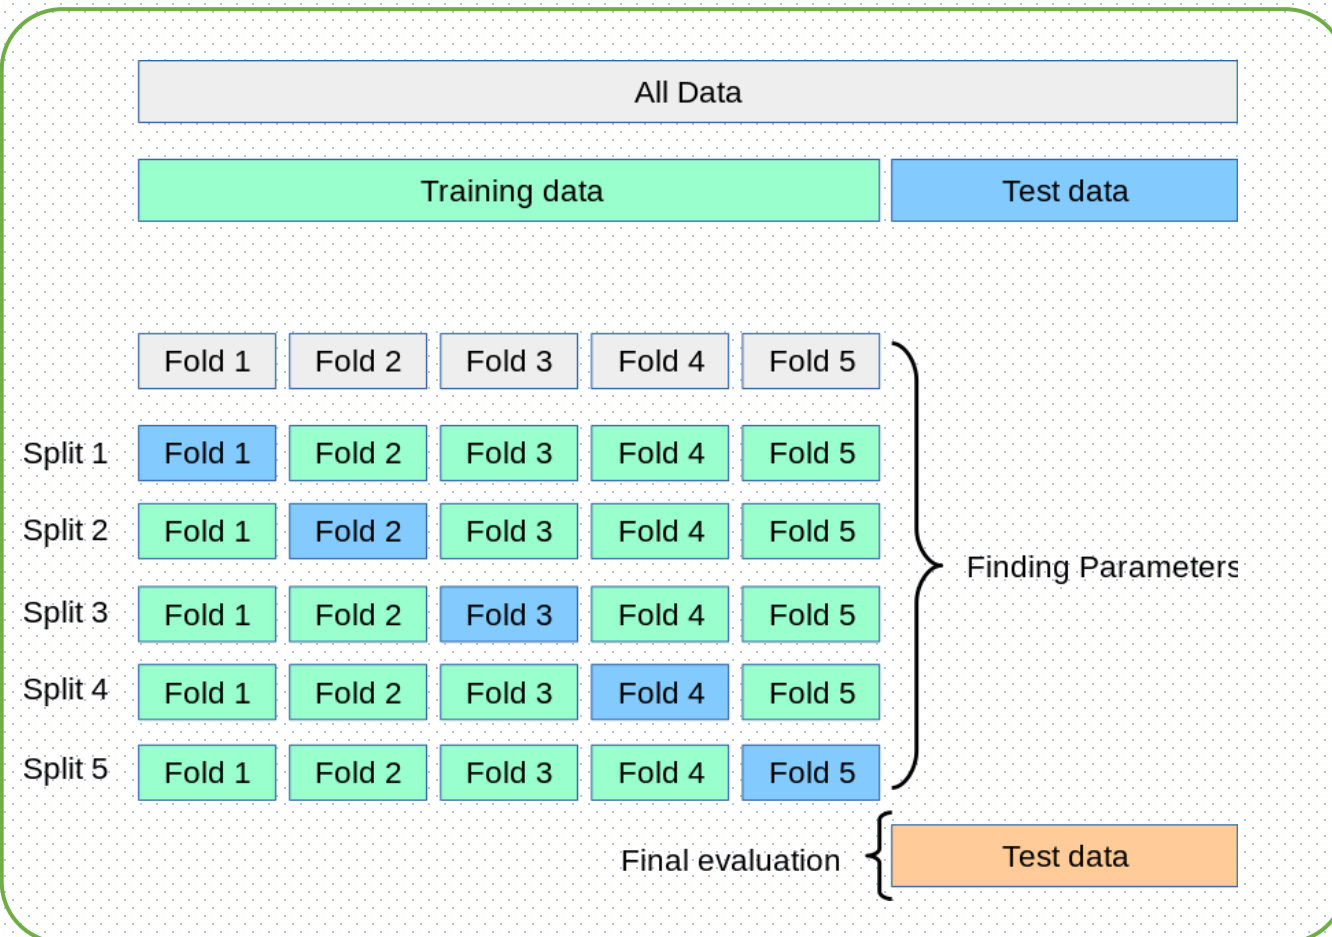 All Data
Training data Test data
Fold 1 Fold 2 Fold 3 Fold 4 Fold 5
Split 1 Fold 1 Fold 2 Fold 3 Fold 4 Fold 5
Split 2 Fold 1 Fold 2 Fold 3 Fold 4 Fold 5
Finding Parameters
Split 3 Fold 1 Fold 2 Fold 3 Fold 4 Fold 5
Split 4 Fold 1 Fold 2 Fold 3 Fold 4 Fold 5
Split 5 Fold 1 Fold 2 Fold 3 Fold 4 Fold 5
Final evaluation Test data